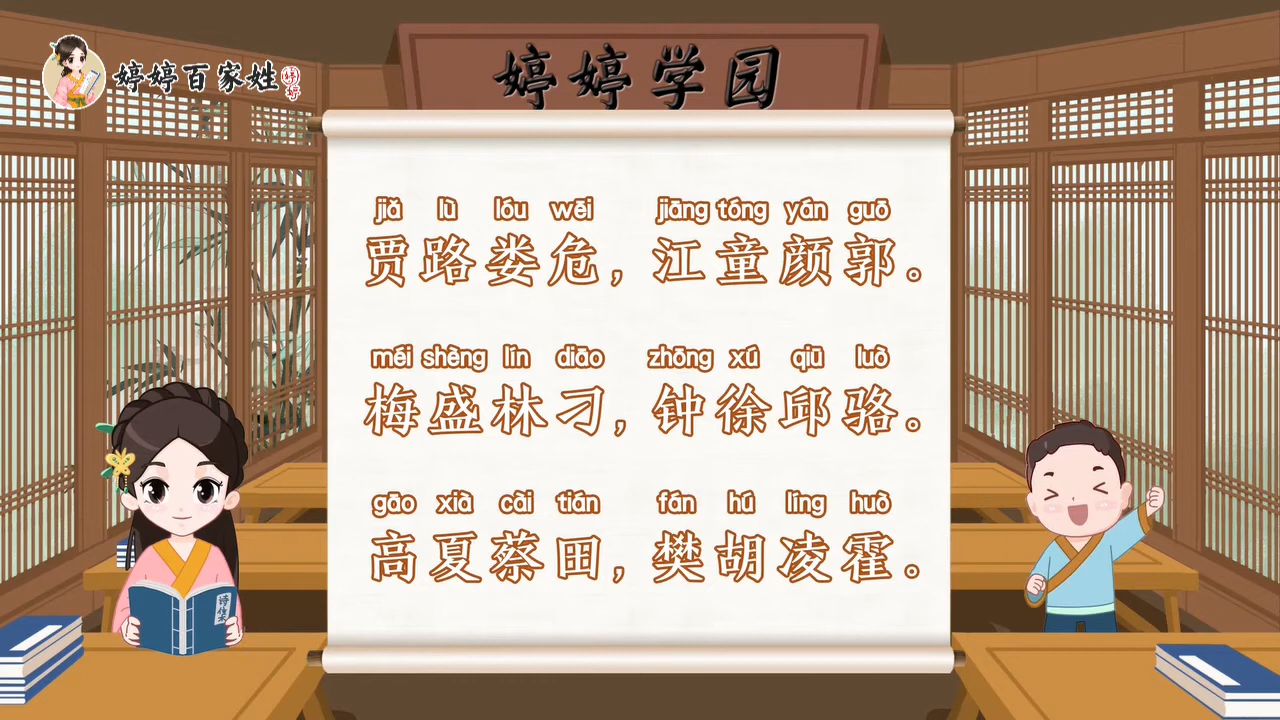 婷婷百家姓
婷婷学园
jiǎ lù lóu wēi jiāng tóng yán guō
贾路娄危，江童颜郭。
méi shèng lín diāo zhōng xú qiū luò
梅盛林刁，钟徐邱骆。
gāo xià cài tián fán hú líng huò
高夏蔡田，樊胡凌霍。